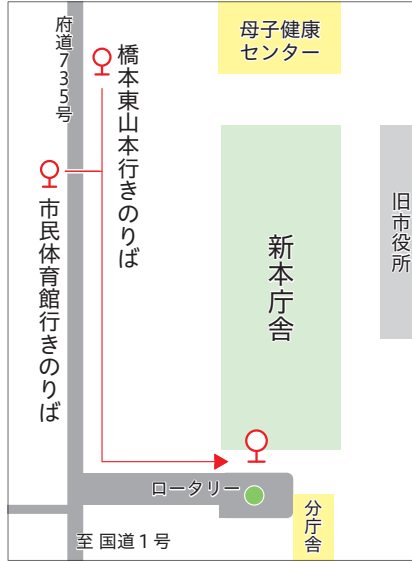 府道735号
橋本東山本行きのりば
市民体育館行きのりば
母子健康
センター
新本庁舎
旧市役所
ロータリー
分庁舎
至 国道1号